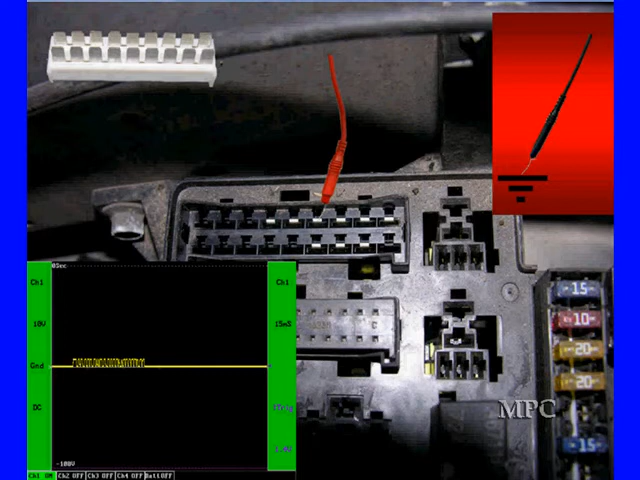 0Sec
Ch1
Ch1
10V
15mS
Gnd
DC
-100V
Ch1 ON Ch2 OFF Ch3 OFF Ch4 OFF BattOFF
15
10
20
20
15
MPC